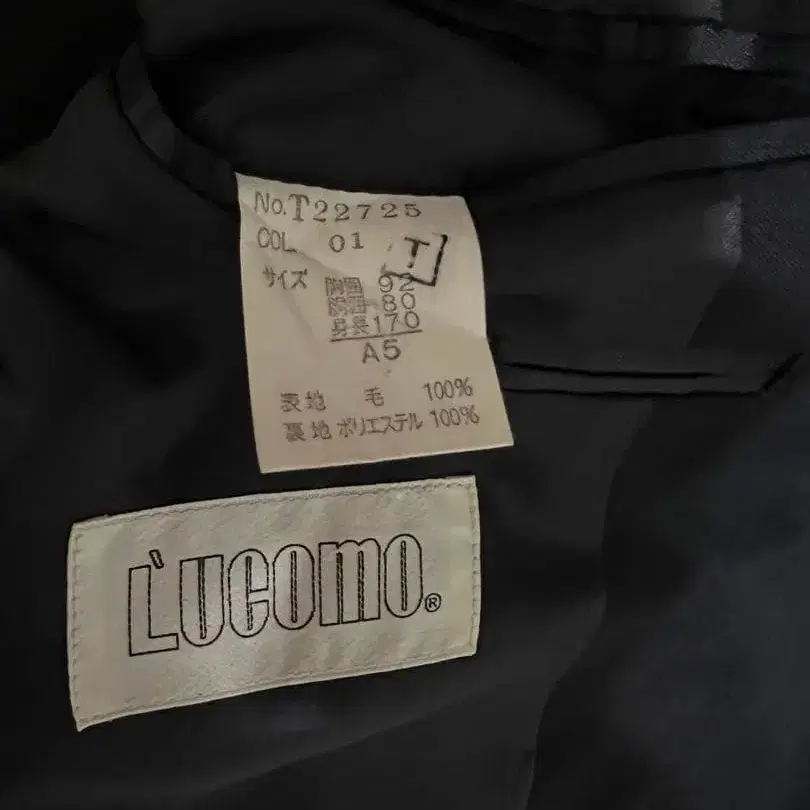 No.T22725
COL. 01 T
サイズ 胸囲 92
胴囲 80
身長170
A5
表地 毛 100%
裏地 ポリエステル 100%
L'UCOMO®